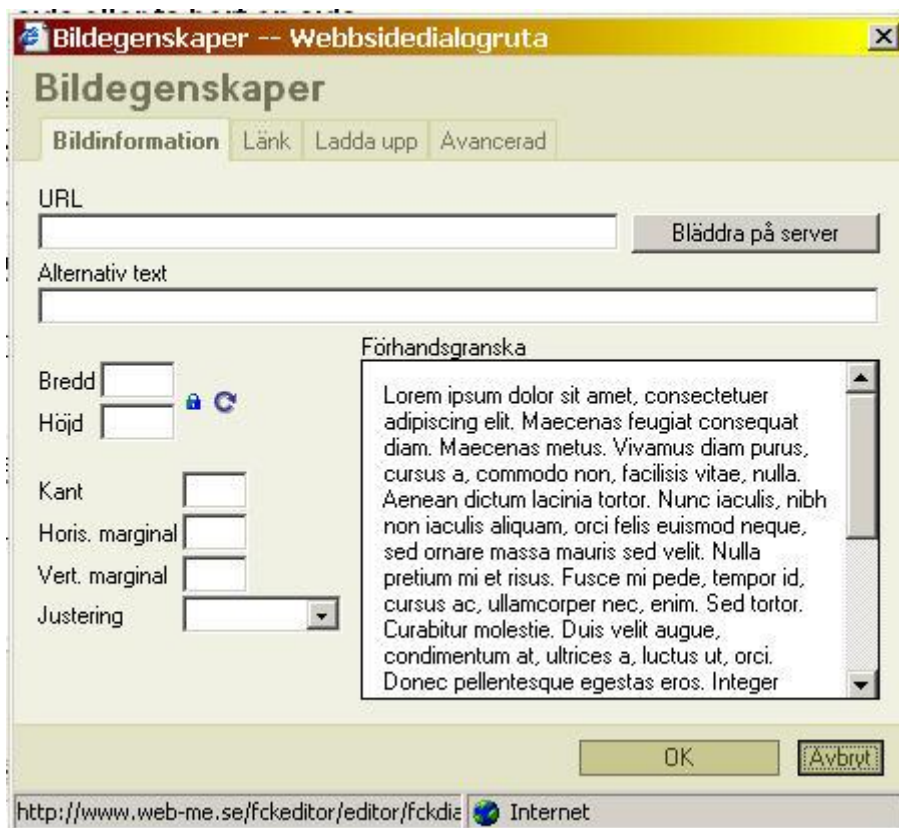 Bildegenskaper -- Webbsidedialogruta
Bildegenskaper
Bildinformation Länk Ladda upp Avancerad
URL
Bläddra på server
Alternativ text
Förhandsgranska
Bredd
Höjd
Kant
Horis. marginal
Vert. marginal
Justering
Lorem ipsum dolor sit amet, consectetuer
adipiscing elit. Maecenas feugiat consequat
diam. Maecenas metus. Vivamus diam purus,
cursus a, commodo non, facilisis vitae, nulla.
Aenean dictum lacinia tortor. Nunc iaculis, nibh
non iaculis aliquam, orci felis euismod neque,
sed ornare massa mauris sed velit. Nulla
pretium mi et risus. Fusce mi pede, tempor id,
cursus ac, ullamcorper nec, enim. Sed tortor.
Curabitur molestie. Duis velit augue,
condimentum at, ultrices a, luctus ut, orci.
Donec pellentesque egestas eros. Integer
OK Avbryt
http://www.web-me.se/fckeditor/editor/fckdia Internet